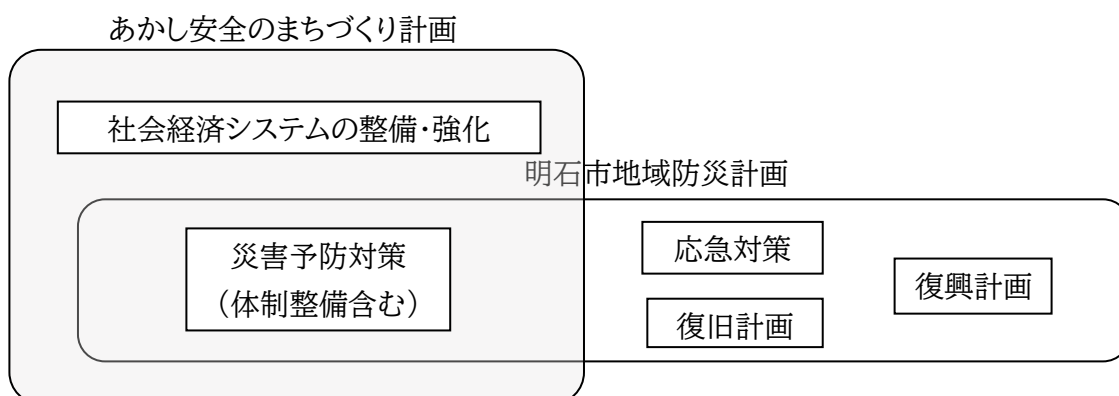 あかし安全のまちづくり計画
社会経済システムの整備・強化
明石市地域防災計画
災害予防対策
（体制整備含む）
応急対策
復旧計画
復興計画